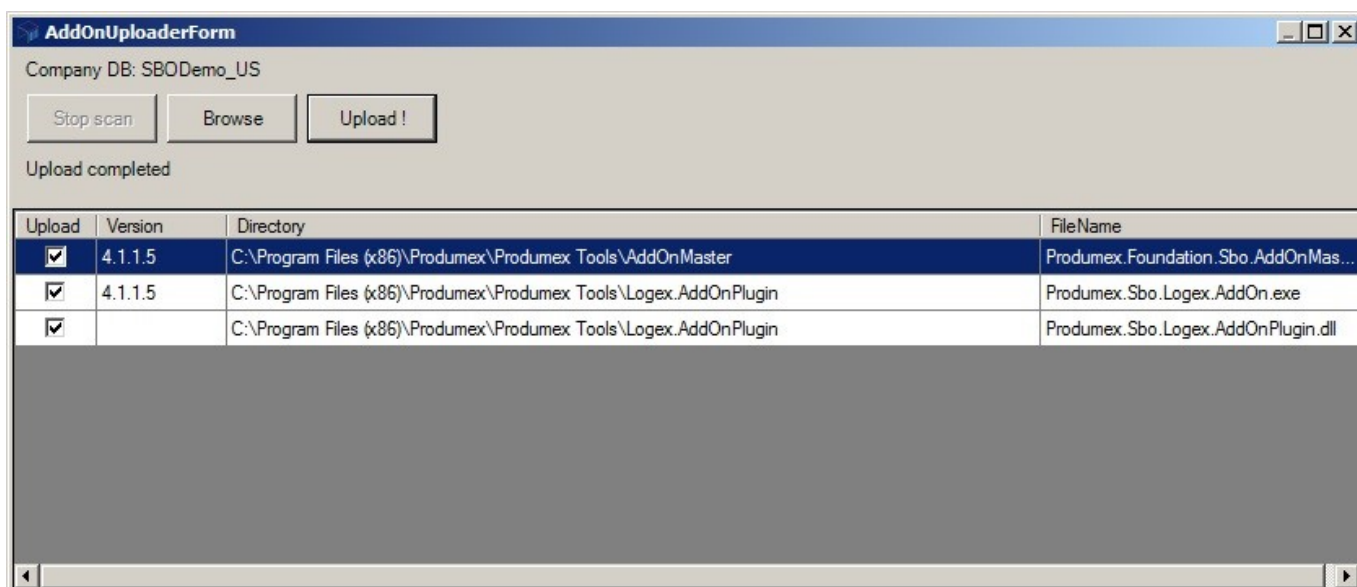 AddOnUploaderForm
Company DB: SBODemo_US
Stop scan Browse Upload !
Upload completed
Upload Version Directory FileName
4.1.1.5 C:\Program Files (x86)\Produmex\Produmex Tools\AddOnMaster Produmex.Foundation.Sbo.AddOnMas...
4.1.1.5 C:\Program Files (x86)\Produmex\Produmex Tools\Logex.AddOnPlugin Produmex.Sbo.Logex.AddOn.exe
C:\Program Files (x86)\Produmex\Produmex Tools\Logex.AddOnPlugin Produmex.Sbo.Logex.AddOnPlugin.dll